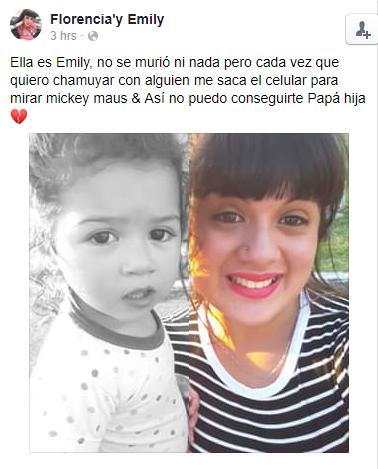 Florencia'y Emily
3 hrs ·
Ella es Emily, no se murió ni nada pero cada vez que
quiero chamuyar con alguien me saca el celular para
mirar mickey maus & Así no puedo conseguirte Papá hija
💔